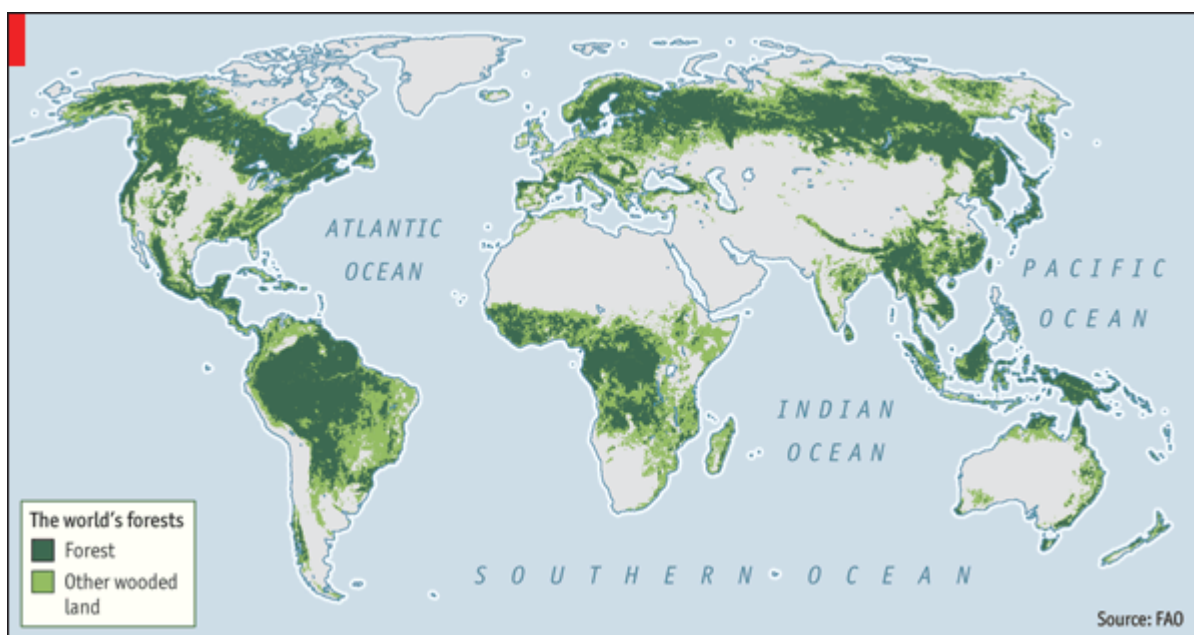 ATLANTIC
OCEAN
PACIFIC
OCEAN
INDIAN
OCEAN
The world's forests
Forest
Other wooded
land
SOUTHERN OCEAN
Source: FAO